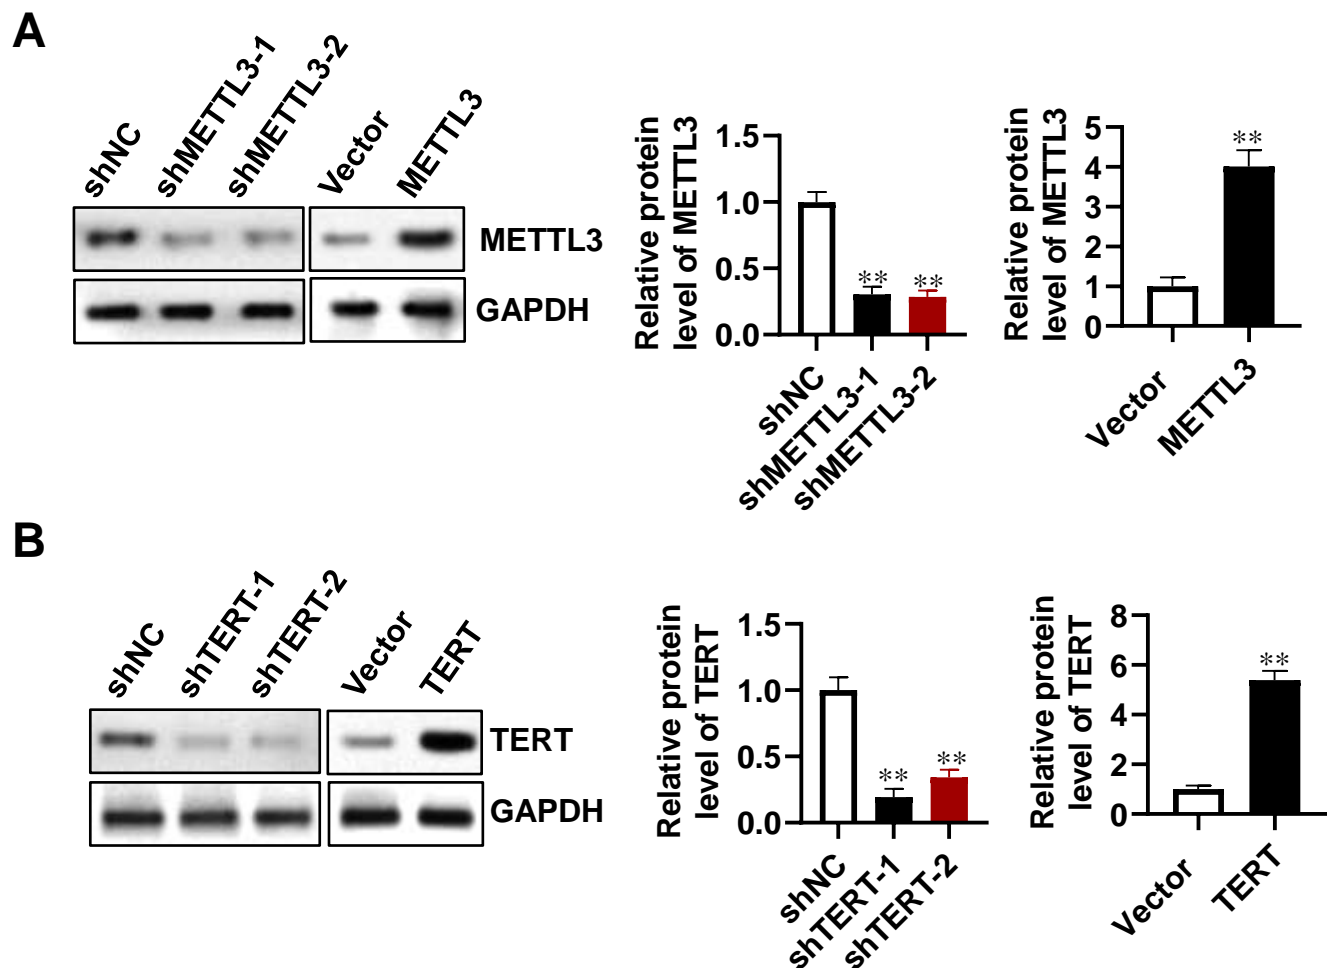 A
shNC
shMETTL3-1
shMETTL3-2
Vector
METTL3
METTL3
GAPDH
Relative protein
level of METTL3
1.5
1.0
0.5
0.0
**
**
shNC
shMETTL3-1
shMETTL3-2
Relative protein
level of METTL3
5
4
3
2
1
0
**
Vector
METTL3
B
shNC
shTERT-1
shTERT-2
Vector
TERT
TERT
GAPDH
Relative protein
level of TERT
1.5
1.0
0.5
0.0
**
**
shNC
shTERT-1
shTERT-2
Relative protein
level of TERT
8
6
4
2
0
**
Vector
TERT